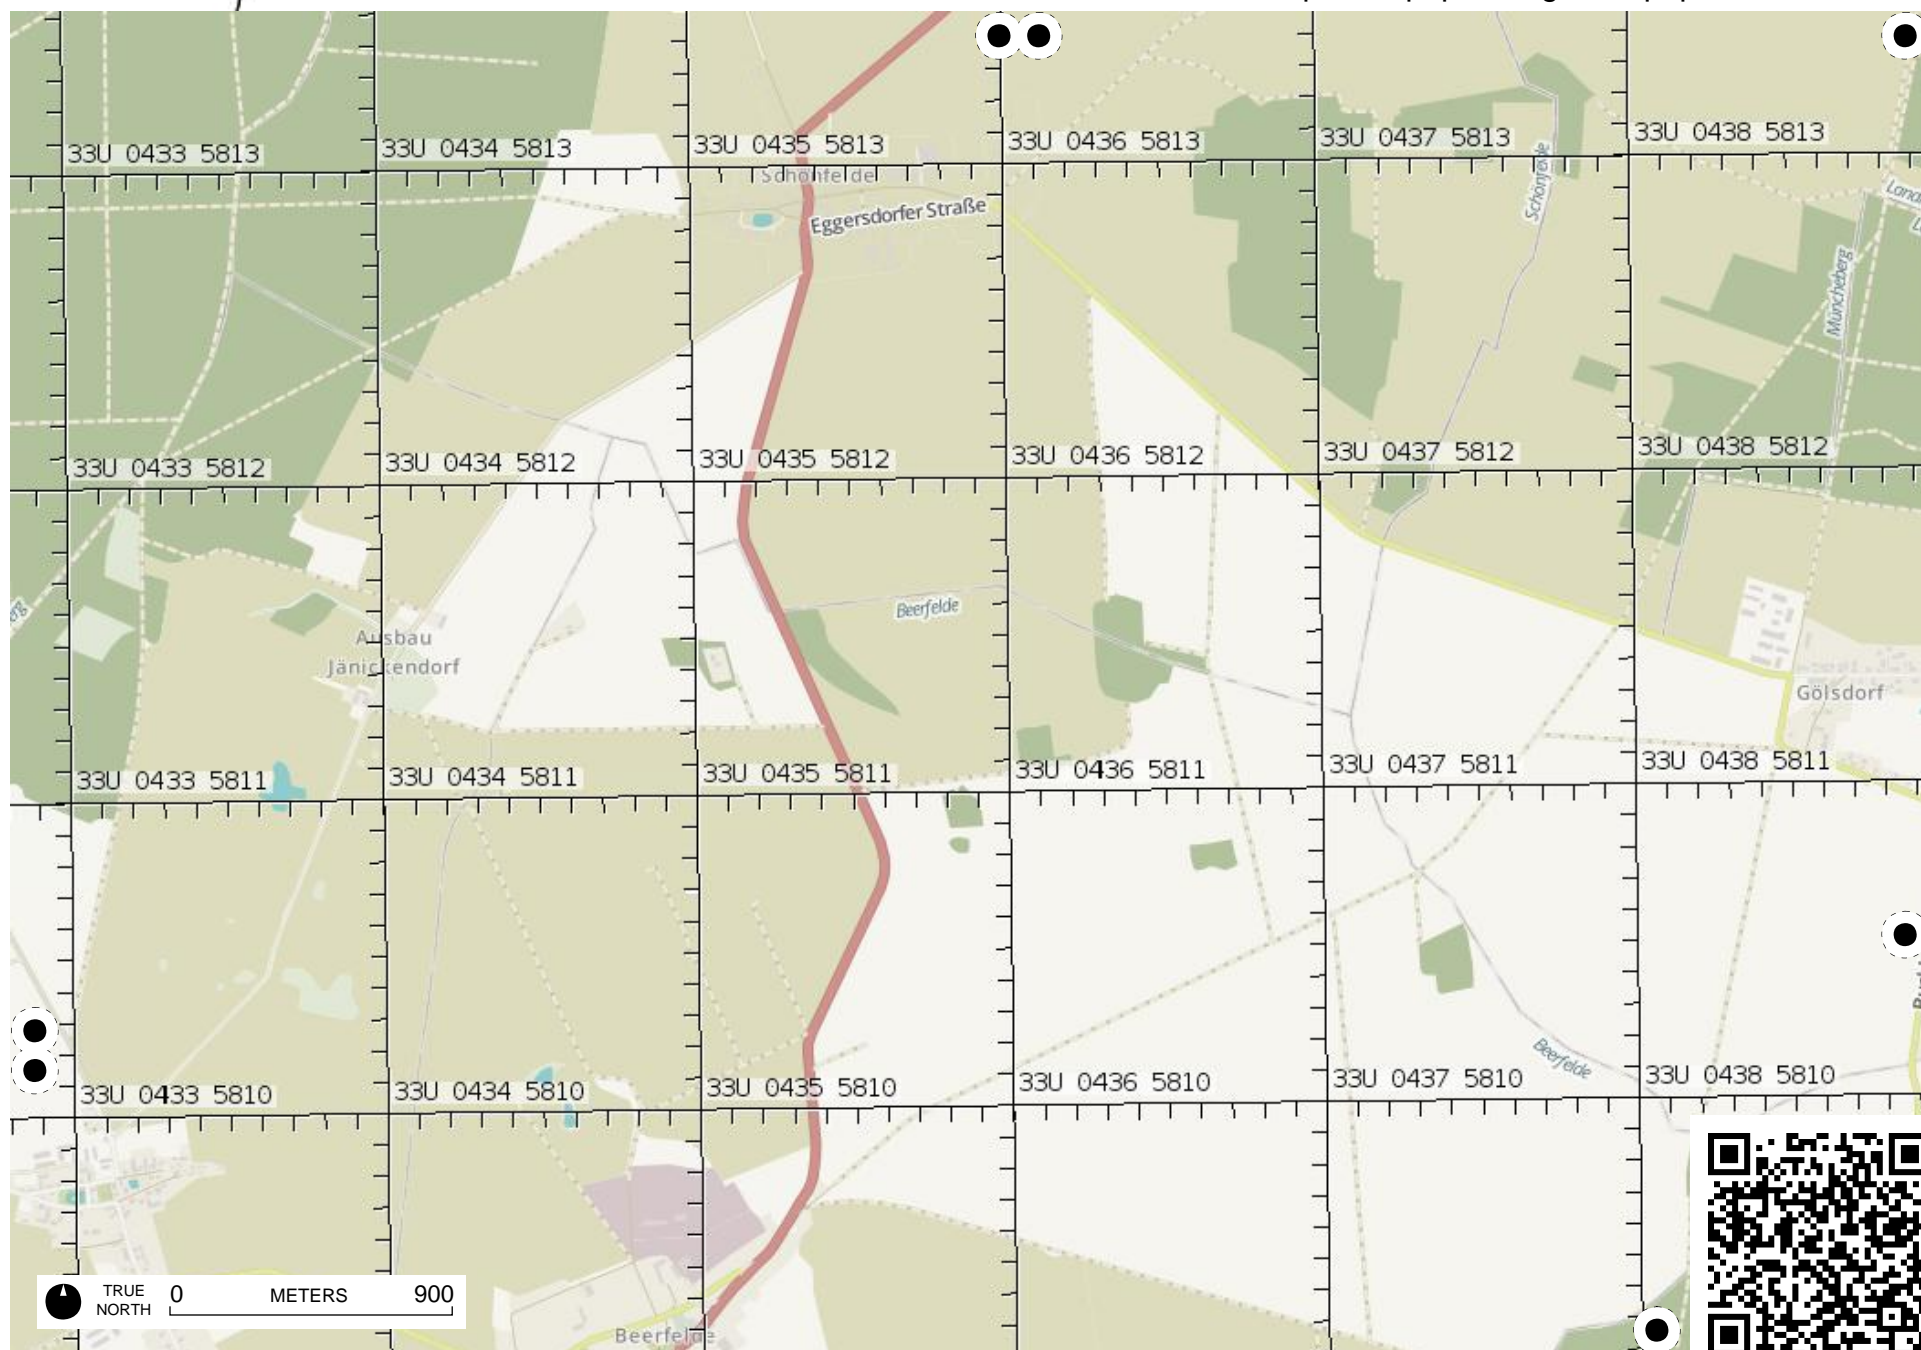 33U 0433 5813
33U 0434 5813
33U 0435 5813
33U 0436 5813
33U 0437 5813
33U 0438 5813
Schönfelde
Eggersdorfer Straße
Schönfelde
Müncheberg
33U 0433 5812
33U 0434 5812
33U 0435 5812
33U 0436 5812
33U 0437 5812
33U 0438 5812
Beerfelde
Ausbau
Jänickendorf
Gölsdorf
33U 0433 5811
33U 0434 5811
33U 0435 5811
33U 0436 5811
33U 0437 5811
33U 0438 5811
Beerfelde
33U 0433 5810
33U 0434 5810
33U 0435 5810
33U 0436 5810
33U 0437 5810
33U 0438 5810
TRUE
NORTH
0 METERS 900
Beerfelde